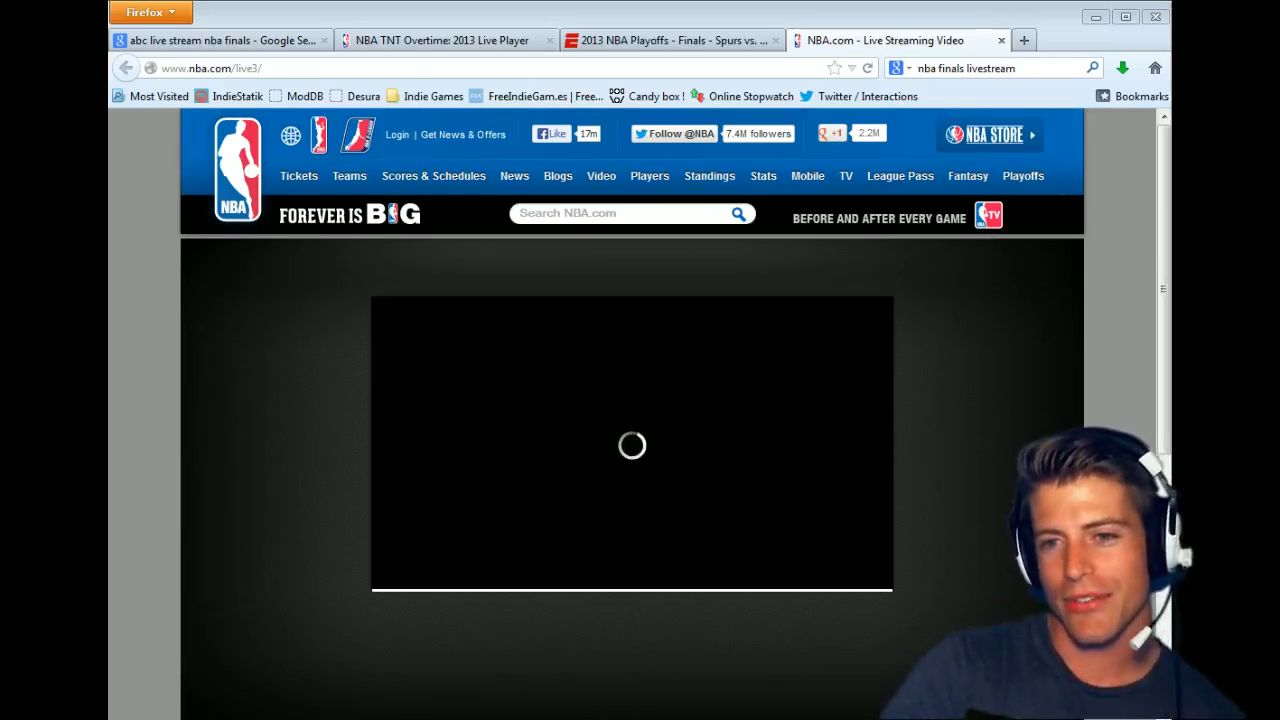 Firefox
abc live stream nba finals - Google Se...
NBA TNT Overtime: 2013 Live Player
2013 NBA Playoffs - Finals - Spurs vs. ...
NBA.com - Live Streaming Video
www.nba.com/live3/
nba finals livestream
Most Visited
IndieStatik
ModDB
Desura
Indie Games
FreeIndieGam.es | Free...
Candy box !
Online Stopwatch
Twitter / Interactions
Bookmarks
Login | Get News & Offers
Like 17m
Follow @NBA 7.4M followers
+1 2.2M
NBA STORE
NBA
Tickets Teams Scores & Schedules News Blogs Video Players Standings Stats Mobile TV League Pass Fantasy Playoffs
FOREVER IS BIG
Search NBA.com
BEFORE AND AFTER EVERY GAME
TV